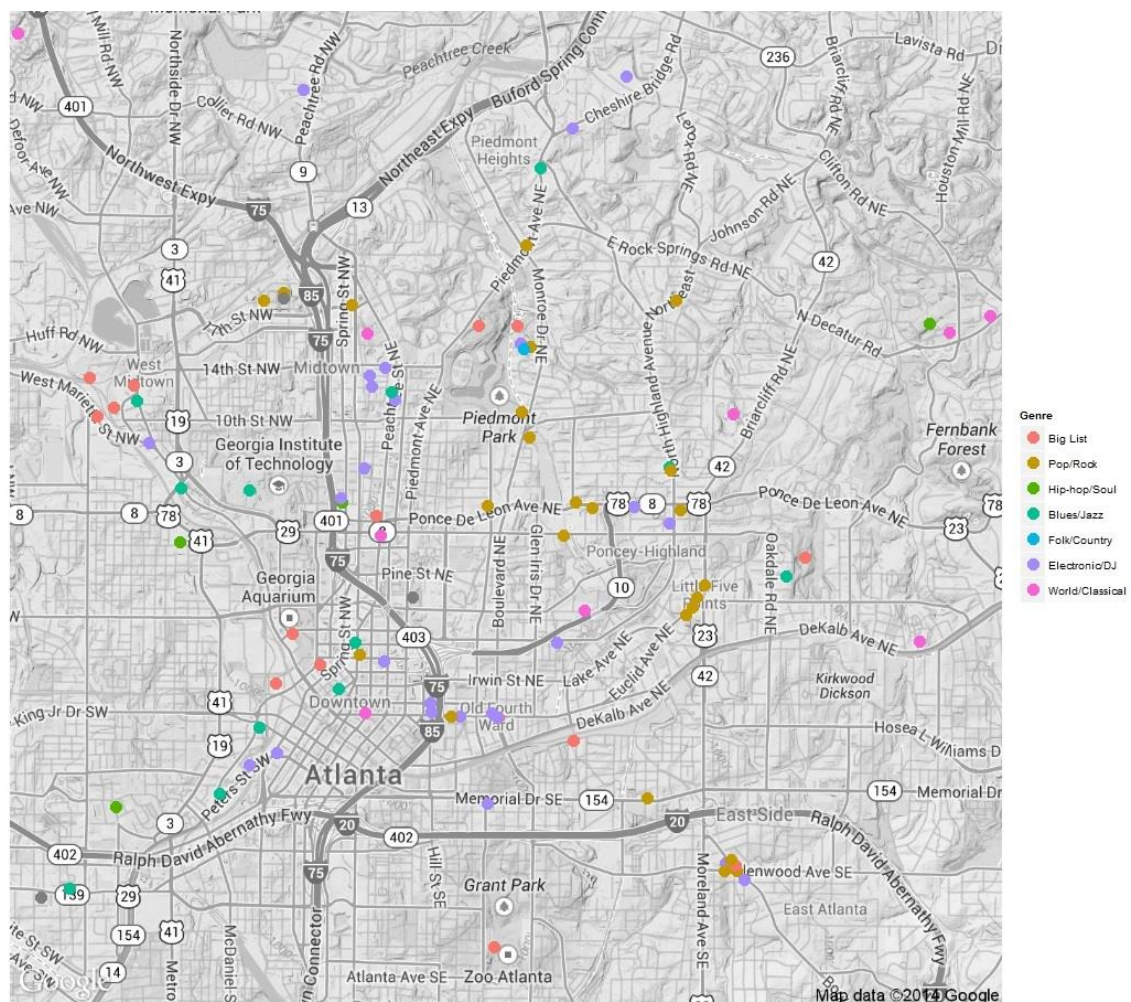 Peachtree Creek
Buford Spring Conn
236
Lavista Rd
Mill Rd NW
Northside Dr NW
Peachtree Rd NW
Cheshire Bridge Rd
Briarcliff Rd NE
Houston Mill Rd NE
401
Collier Rd NW
Northeast Expy
Piedmont
Heights
Lenox Rd NE
Defoor Ave NW
Northwest Expy
9
Clifton Rd NE
Ave NW
75
13
Johnson Rd NE
3
41
Piedmont Ave NE
E Rock Springs Rd NE
42
85
Spring St NW
17th St NW
Monroe Dr NE
Northeast
N Decatur Rd
Huff Rd NW
75
West
Midtown
14th St NW
Midtown
Peachtree St NE
North Highland Avenue
West Marietta St NW
19
10th St NW
Piedmont
Park
Piedmont Ave NE
Briarcliff Rd NE
Fernbank
Forest
Georgia Institute
of Technology
3
42
8
8
78
41
29
401
Ponce De Leon Ave NE
78
8
78
Ponce De Leon Ave NE
23
78
75
Pine St NE
Boulevard NE
Glen Iris Dr NE
Poncey-Highland
Georgia
Aquarium
10
Little Five
Points
Oakdale Rd NE
Spring St NW
403
23
DeKalb Ave NE
Lake Ave NE
Euclid Ave NE
41
75
Irwin St NE
42
Kirkwood
Dickson
Downtown
King Jr Dr SW
Old Fourth
Ward
DeKalb Ave NE
19
85
Hosea L Williams D
Peters St SW
Atlanta
Memorial Dr SE
154
154
Memorial Dr
3
20
402
20
East Side
Ralph David Abernathy Fwy
Ralph David Abernathy Fwy
402
75
Hill St SE
Moreland Ave SE
lenwood Ave SE
139
29
Grant Park
East Atlanta
154
41
McDaniel S
n Connector
14
Metro
Atlanta Ave SE
Zoo Atlanta
Google
Map data ©2014 Google
Genre
Big List
Pop/Rock
Hip-hop/Soul
Blues/Jazz
Folk/Country
Electronic/DJ
World/Classical